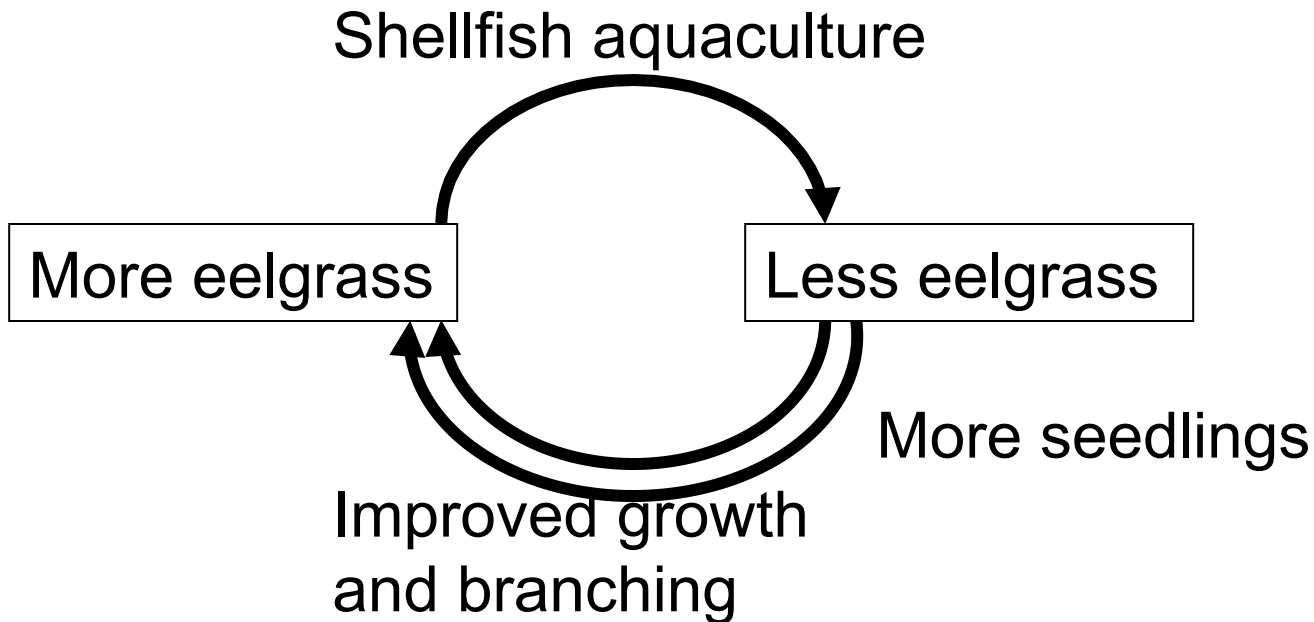 Shellfish aquaculture
More eelgrass
Less eelgrass
More seedlings
Improved growth
and branching